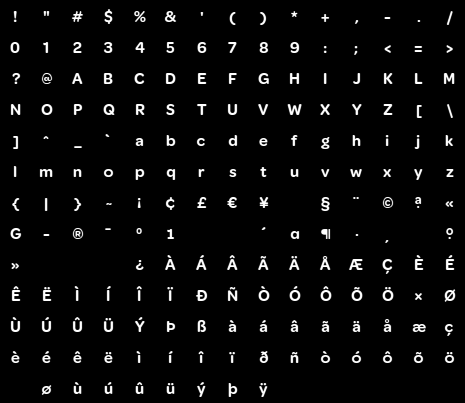 ! " # $ % & ' ( ) * + , - . /
0 1 2 3 4 5 6 7 8 9 : ; < = >
? @ A B C D E F G H I J K L M
N O P Q R S T U V W X Y Z [ \
] ^ _ ` a b c d e f g h i j k
l m n o p q r s t u v w x y z
{ | } ~ ¡ ¢ £ € ¥ § ¨ © ª «
G - ® ¯ ° 1 ´ α ¶ · ¸ º
» ¿ À Á Â Ã Ä Å Æ Ç È É
Ê Ë Ì Í Î Ï Ð Ñ Ò Ó Ô Õ Ö × Ø
Ù Ú Û Ü Ý Þ ß à á â ã ä å æ ç
è é ê ë ì í î ï ð ñ ò ó ô õ ö
ø ù ú û ü ý þ ÿ